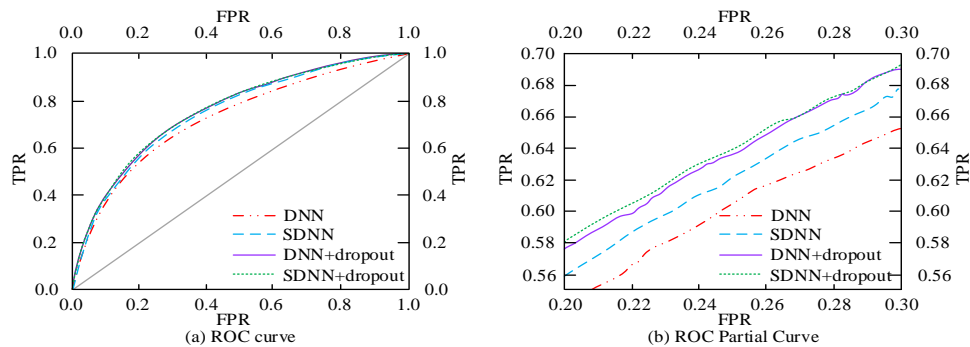 FPR
0.0 0.2 0.4 0.6 0.8 1.0
1.0 1.0
0.8 0.8
0.6 0.6
0.4 0.4
0.2 0.2
0.0 0.0
TPR
TPR
DNN
SDNN
DNN+dropout
SDNN+dropout
0.0 0.2 0.4 0.6 0.8 1.0
FPR
(a) ROC curve
FPR
0.20 0.22 0.24 0.26 0.28 0.30
0.70 0.70
0.68 0.68
0.66 0.66
0.64 0.64
0.62 0.62
0.60 0.60
0.58 0.58
0.56 0.56
TPR
TPR
DNN
SDNN
DNN+dropout
SDNN+dropout
0.20 0.22 0.24 0.26 0.28 0.30
FPR
(b) ROC Partial Curve